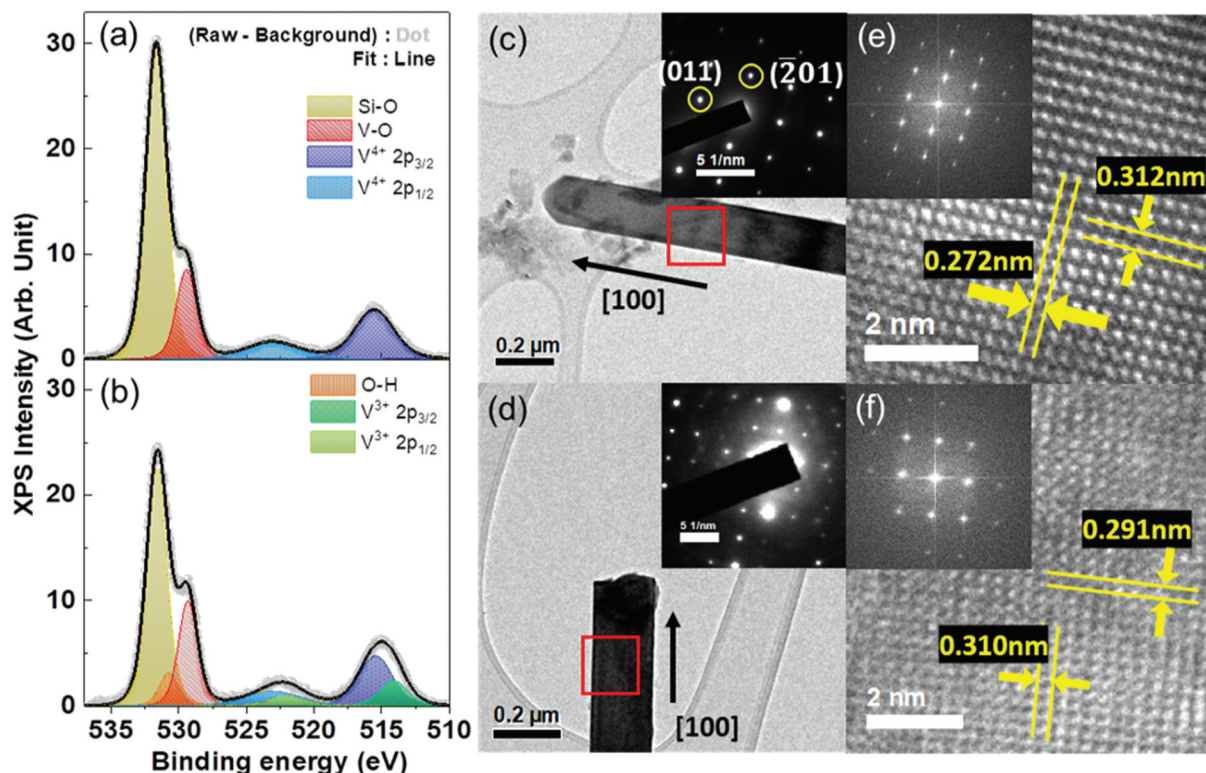 (a)
(Raw - Background) : Dot
Fit : Line
Si-O
V-O
V⁴⁺ 2p₃/₂
V⁴⁺ 2p₁/₂
30
20
10
0
(b)
O-H
V³⁺ 2p₃/₂
V³⁺ 2p₁/₂
30
20
10
0
535 530 525 520 515 510
Binding energy (eV)
XPS Intensity (Arb. Unit)
(c)
(011̄)
(2̄01)
5 1/nm
[100]
0.2 µm
(d)
5 1/nm
[100]
0.2 µm
(e)
0.312nm
0.272nm
2 nm
(f)
0.291nm
0.310nm
2 nm